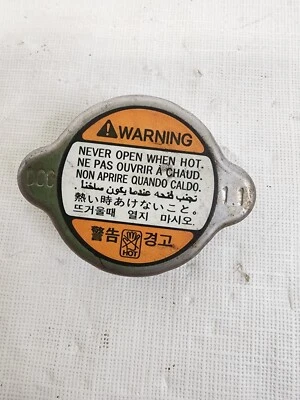 WARNING
NEVER OPEN WHEN HOT.
NE PAS OUVRIR À CHAUD.
NON APRIRE QUANDO CALDO.
تجنب فتحه عندما يكون ساخنا.
熱い時あけないこと。
뜨거울때 열지 마시오.
警告 HOT 경고